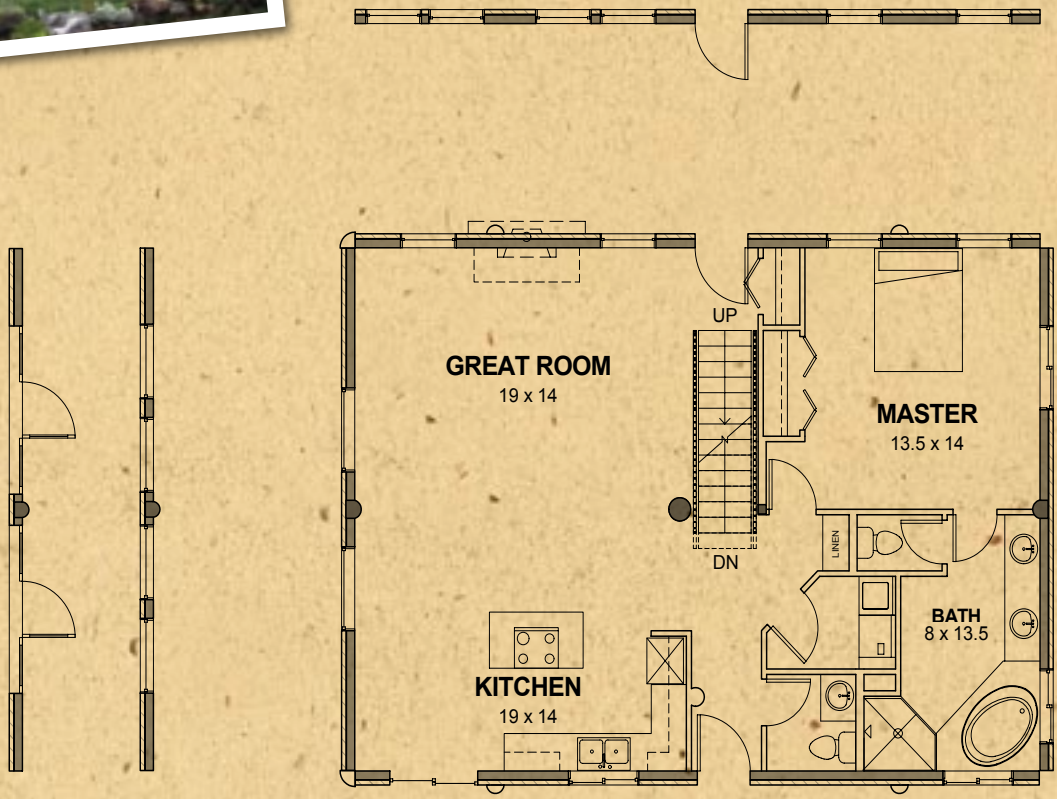 UP
GREAT ROOM
19 x 14
MASTER
13.5 x 14
LINEN
DN
BATH
8 x 13.5
KITCHEN
19 x 14